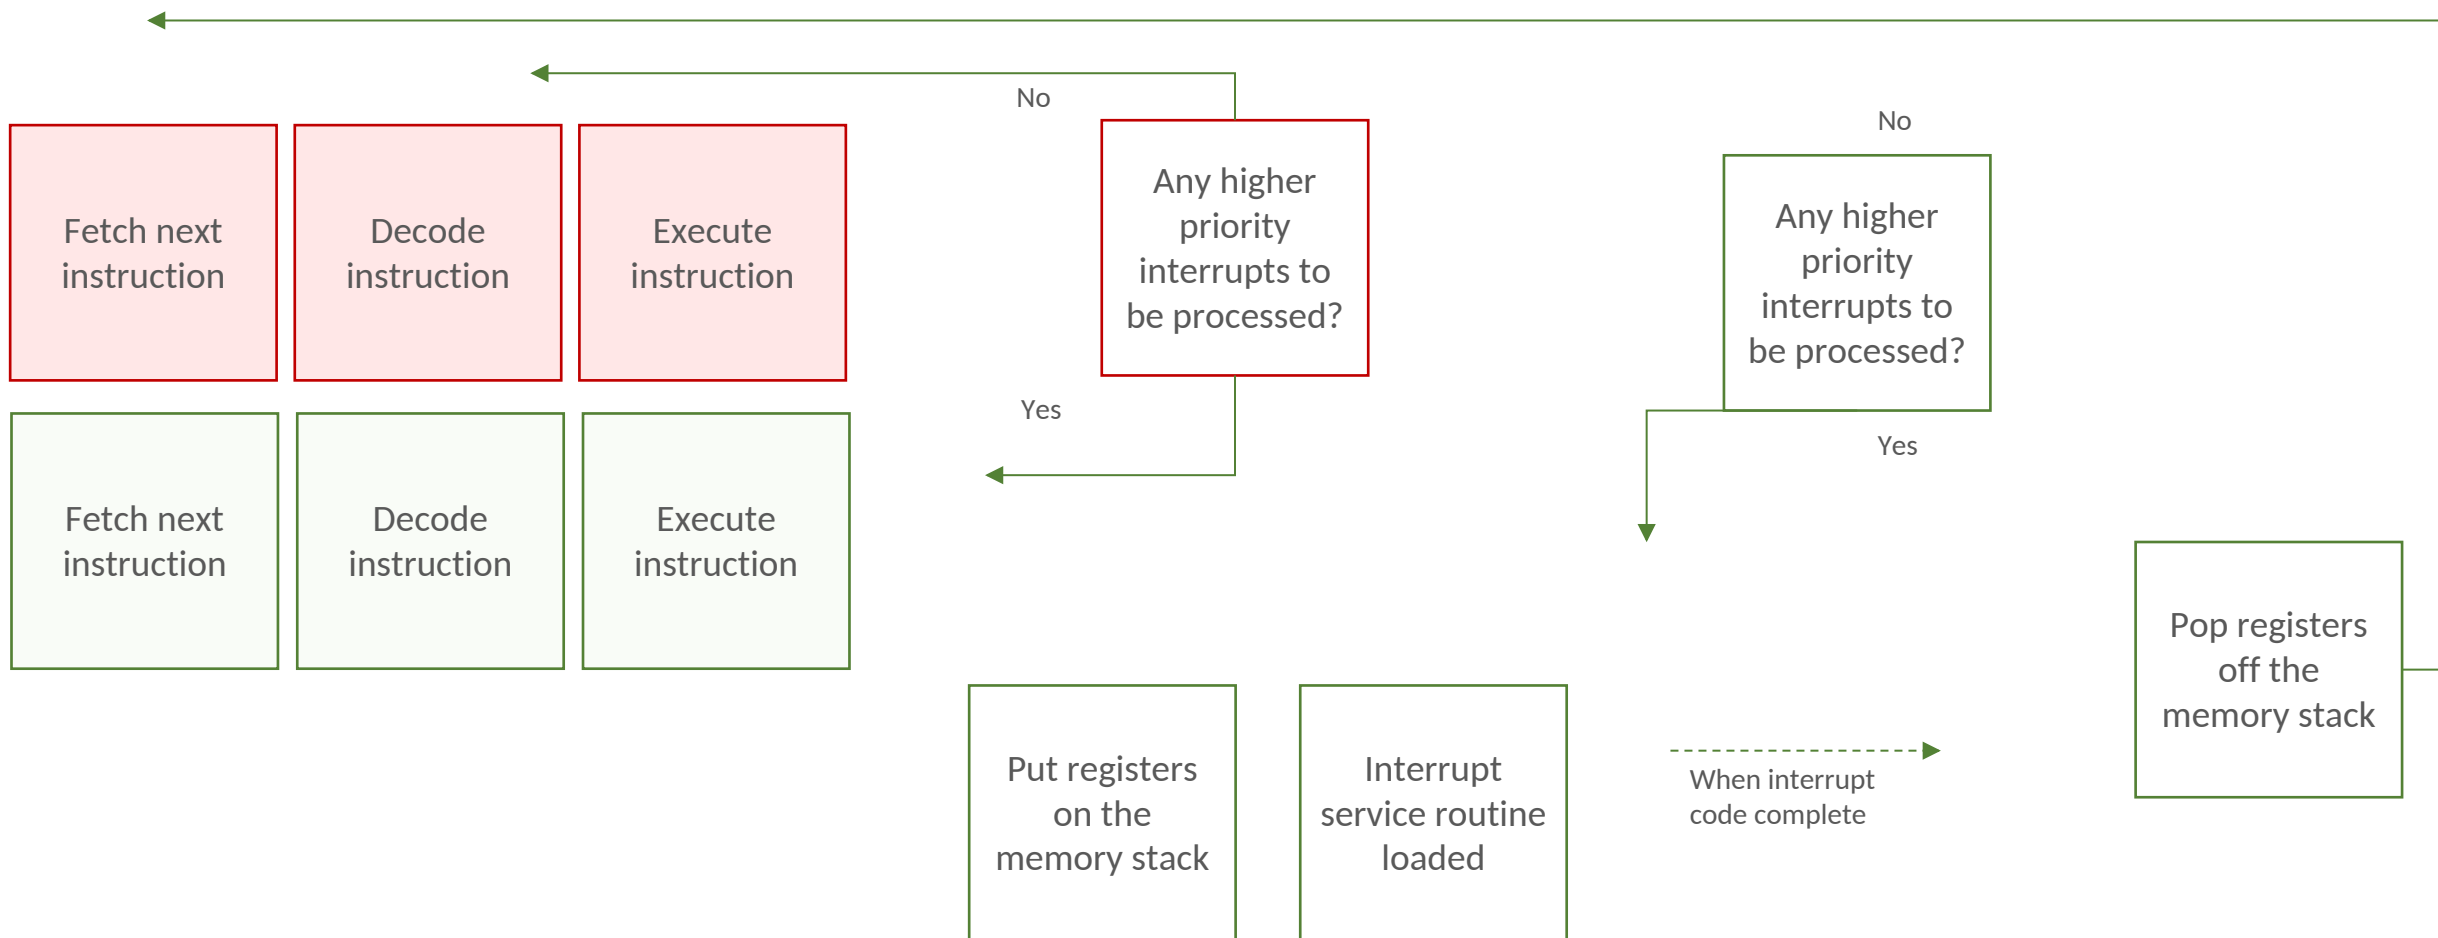 No
No
Fetch next
instruction
Decode
instruction
Execute
instruction
Any higher
priority
interrupts to
be processed?
Any higher
priority
interrupts to
be processed?
Yes
Yes
Fetch next
instruction
Decode
instruction
Execute
instruction
Pop registers
off the
memory stack
Put registers
on the
memory stack
Interrupt
service routine
loaded
When interrupt
code complete